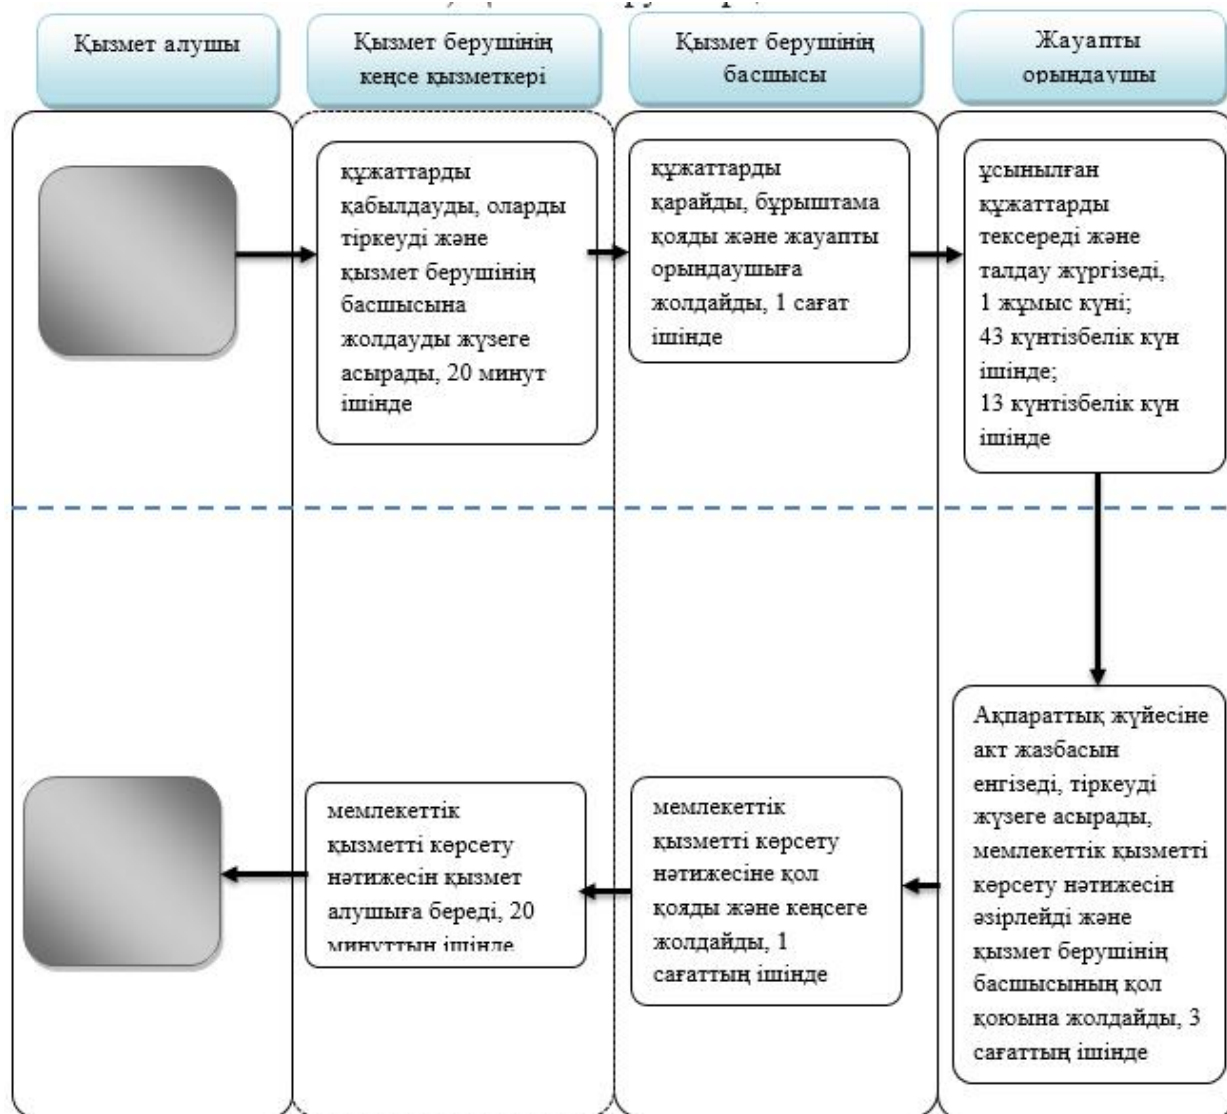 Қызмет алушы
Қызмет берушінің
кеңсе қызметкері
Қызмет берушінің
басшысы
Жауапты
орындаушы
құжаттарды
қабылдауды, оларды
тіркеуді және
қызмет берушінің
басшысына
жолдауды жүзеге
асырады, 20 минут
ішінде
құжаттарды
қарайды, бұрыштама
қояды және жауапты
орындаушыға
жолдайды, 1 сағат
ішінде
ұсынылған
құжаттарды
тексереді және
талдау жүргізеді,
1 жұмыс күні;
43 күнтізбелік күн
ішінде;
13 күнтізбелік күн
ішінде
мемлекеттік
қызметті көрсету
нәтижесін қызмет
алушыға береді, 20
минуттын ішінде
мемлекеттік
қызметті көрсету
нәтижесіне қол
қояды және кеңсеге
жолдайды, 1
сағаттың ішінде
Ақпараттық жүйесіне
акт жазбасын
енгізеді, тіркеуді
жүзеге асырады,
мемлекеттік қызметті
көрсету нәтижесін
әзірлейді және
қызмет берушінің
басшысының қол
қоюына жолдайды, 3
сағаттың ішінде